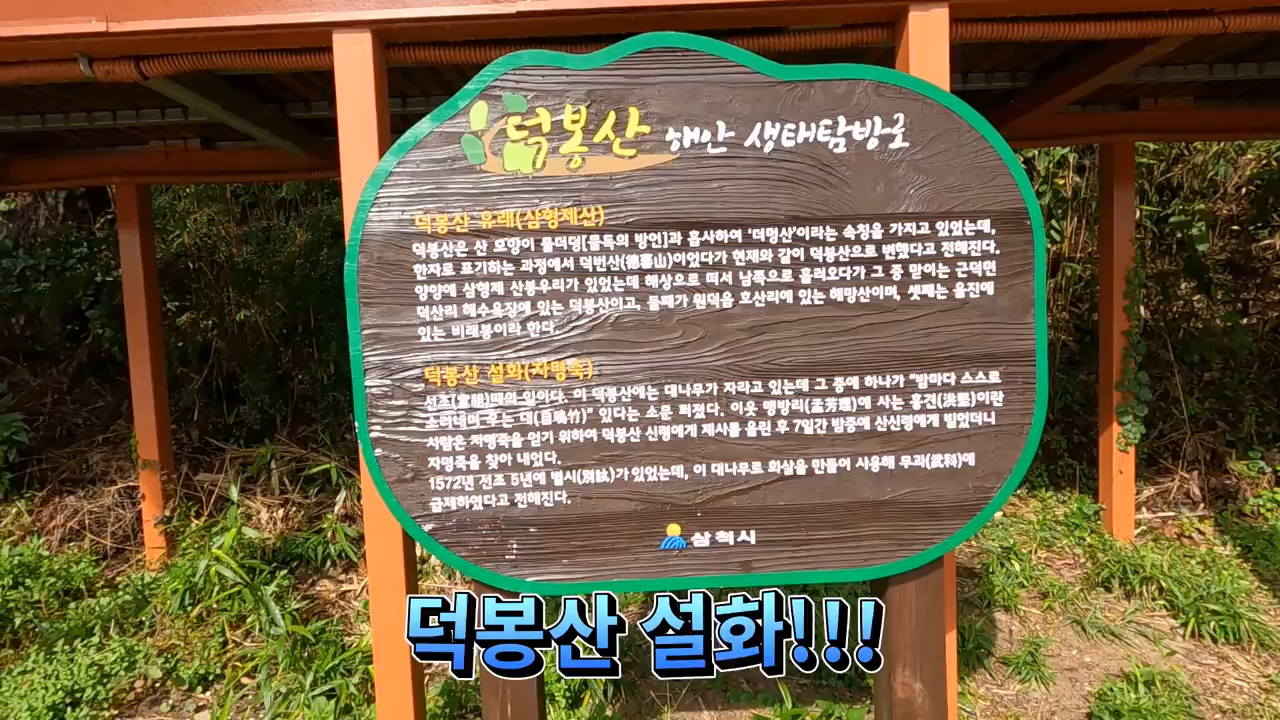 덕봉산 해안 생태탐방로
덕봉산 유래(삼형제산)
덕봉산은 산 모양이 물더덩[물독의 방언]과 흡사하여 '더멍산'이라는 속칭을 가지고 있었는데,
한자로 표기하는 과정에서 덕번산(德蕃山)이었다가 현재와 같이 덕봉산으로 변했다고 전해진다.
양양에 삼형제 산봉우리가 있었는데 해상으로 떠서 남쪽으로 흘러오다가 그 중 맏이는 근덕면
덕산리 해수욕장에 있는 덕봉산이고, 둘째가 원덕읍 호산리에 있는 해망산이며, 셋째는 울진에
있는 비래봉이라 한다.
덕봉산 설화(자명죽)
선조(宣祖)때의 일이다. 이 덕봉산에는 대나무가 자라고 있는데 그 중에 하나가 "밤마다 스스로
소리내며 우는 대(自鳴竹)" 있다는 소문 퍼졌다. 이웃 맹방리(孟芳理)에 사는 홍견(洪堅)이란
사람은 자명죽을 얻기 위하여 덕봉산 신령에게 제사를 올린 후 7일간 밤중에 산신령에게 빌었더니
자명죽을 찾아 내었다.
1572년 선조 5년에 별시(別試)가 있었는데, 이 대나무로 화살을 만들어 사용해 무과(武科)에
급제하였다고 전해진다.
삼척시
덕봉산 설화!!!